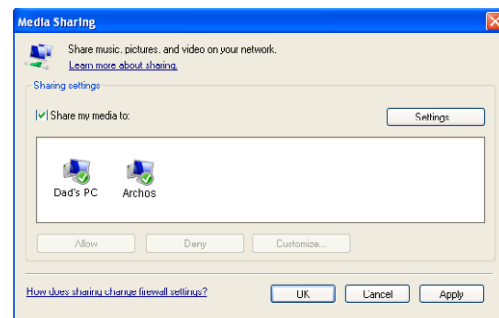 Media Sharing
Share music, pictures, and video on your network.
Learn more about sharing.
Sharing settings
Share my media to:
Settings
Dad's PC Archos
Allow Deny Customize...
How does sharing change firewall settings?
OK Cancel Apply